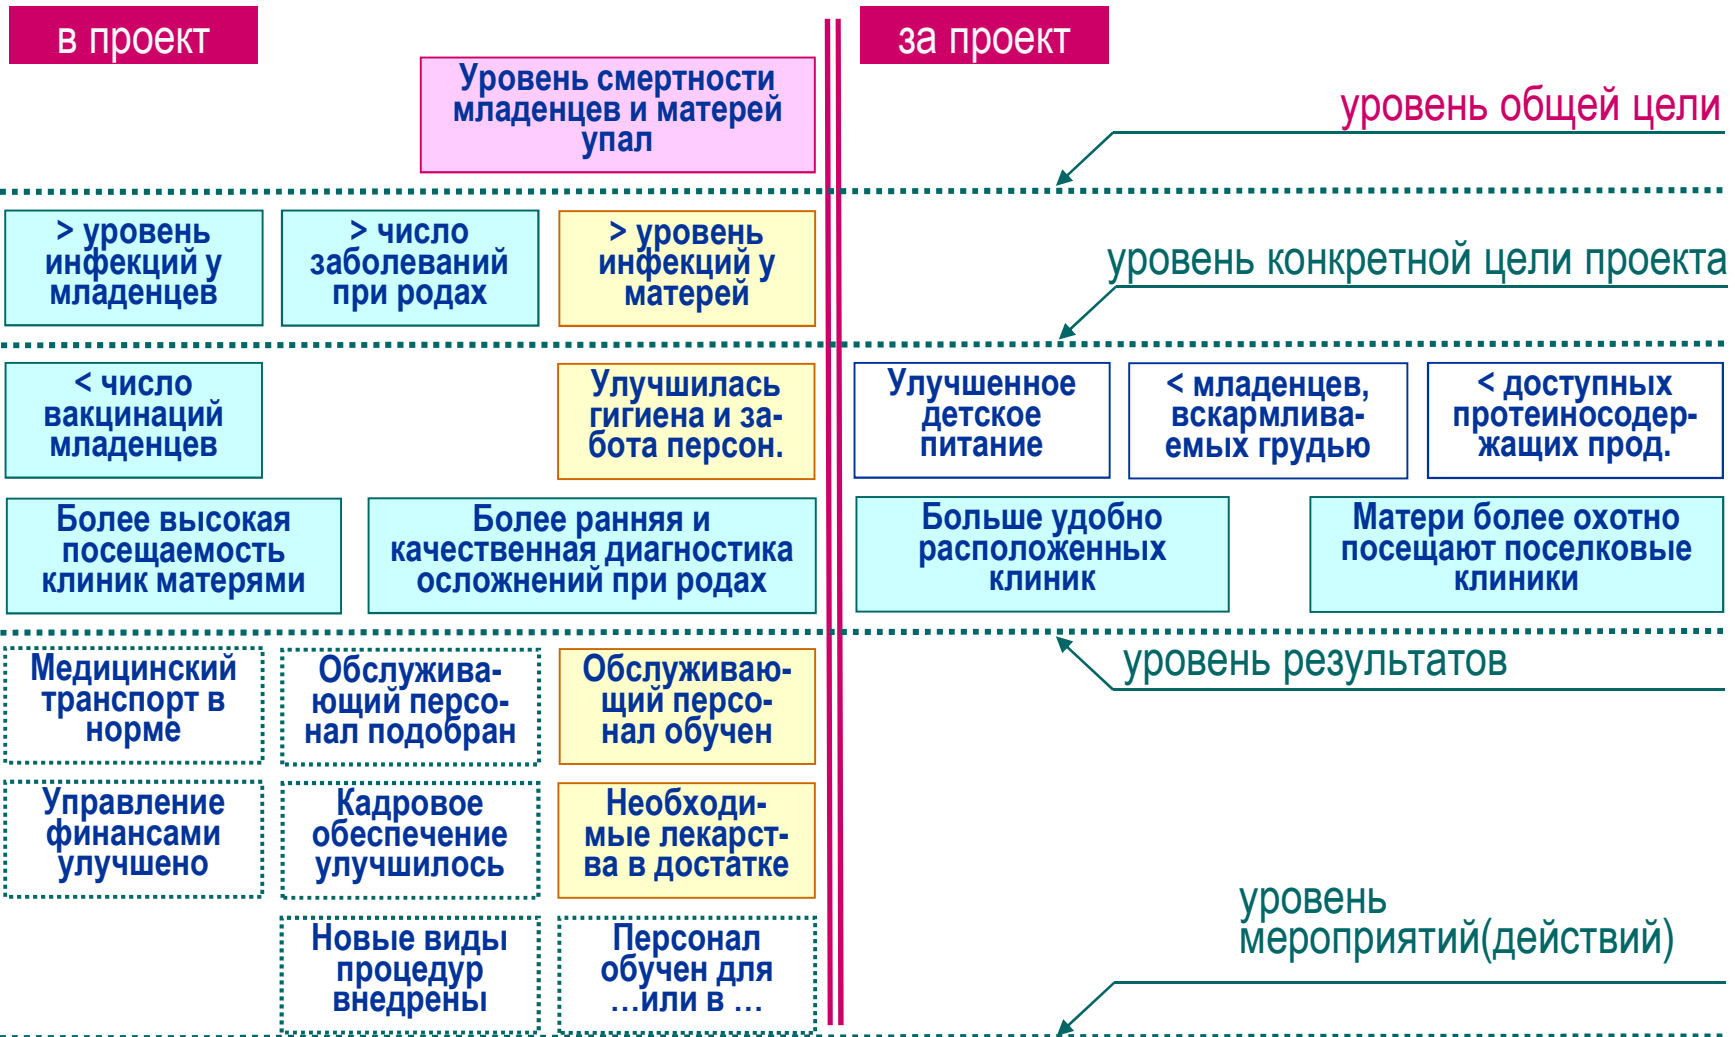 в проект
за проект
Уровень смертности
младенцев и матерей
упал
уровень общей цели
> уровень
инфекций у
младенцев
> число
заболеваний
при родах
> уровень
инфекций у
матерей
уровень конкретной цели проекта
< число
вакцинаций
младенцев
Улучшилась
гигиена и за-
бота персон.
Улучшенное
детское
питание
< младенцев,
вскармлива-
емых грудью
< доступных
протеиносодер-
жащих прод.
Более высокая
посещаемость
клиник матерями
Более ранняя и
качественная диагностика
осложнений при родах
Больше удобно
расположенных
клиник
Матери более охотно
посещают поселковые
клиники
уровень результатов
Медицинский
транспорт в
норме
Обслужива-
ющий персо-
нал подобран
Обслуживаю-
щий персо-
нал обучен
Управление
финансами
улучшено
Кадровое
обеспечение
улучшилось
Необходи-
мые лекарст-
ва в достатке
уровень
мероприятий(действий)
Новые виды
процедур
внедрены
Персонал
обучен для
…или в …